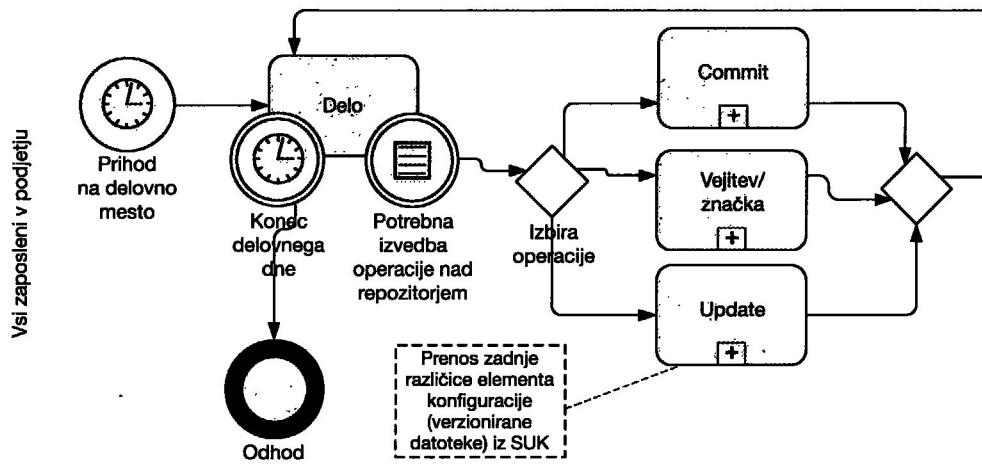 Vsi zaposleni v podjetju
Prihod
na delovno
mesto
Delo
Konec
delovnega
dne
Potrebna
izvedba
operacije nad
repozitorjem
Izbira
operacije
Commit
Vejitev/
značka
Update
Prenos zadnje
različice elementa
konfiguracije
(verzionirane
datoteke) iz SUK
Odhod